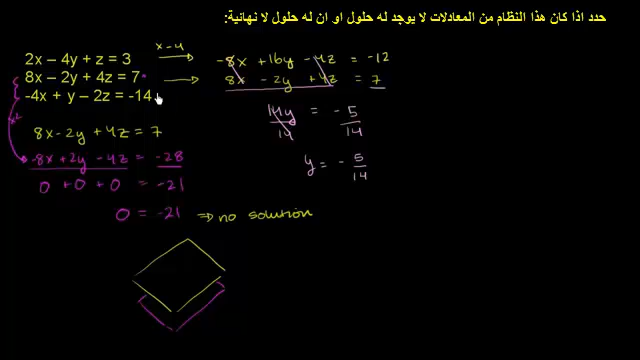 حدد اذا كان هذا النظام من المعادلات لا يوجد له حلول او ان له حلول لا نهائية:
2x – 4y + z = 3
8x – 2y + 4z = 7
-4x + y – 2z = -14
x -4
-8x + 16y - 4z = -12
8x - 2y + 4z = 7
14y = -5
14 14
y = - 5/14
x2
8x - 2y + 4z = 7
-8x + 2y - 4z = -28
0 + 0 + 0 = -21
0 = -21 ⇒ no solution